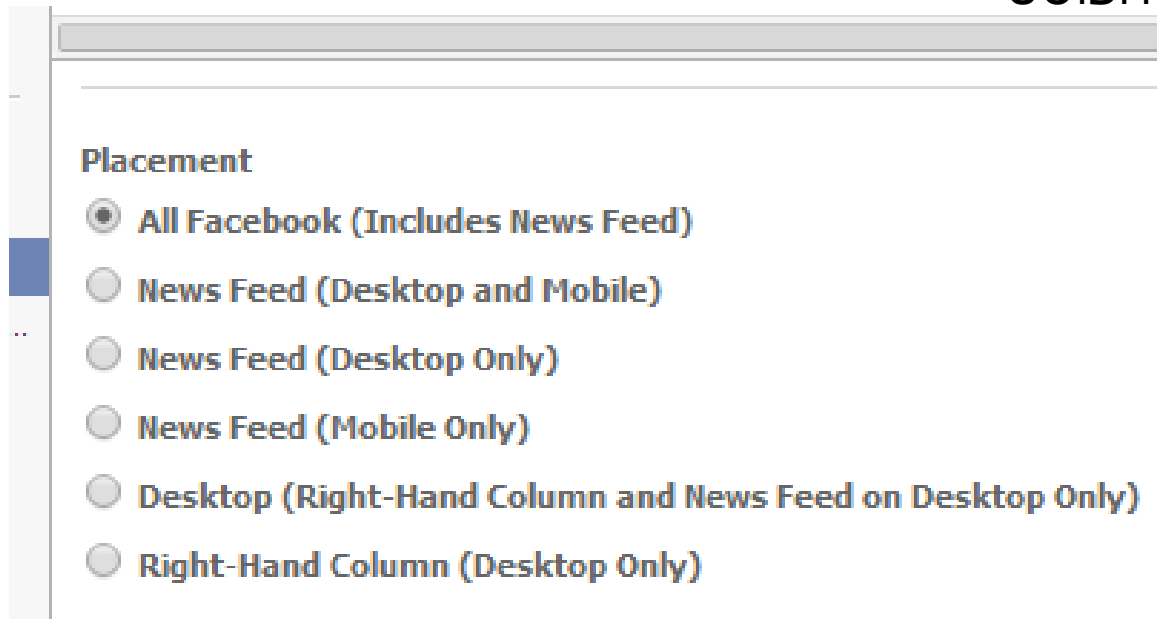 Placement
All Facebook (Includes News Feed)
News Feed (Desktop and Mobile)
News Feed (Desktop Only)
News Feed (Mobile Only)
Desktop (Right-Hand Column and News Feed on Desktop Only)
Right-Hand Column (Desktop Only)